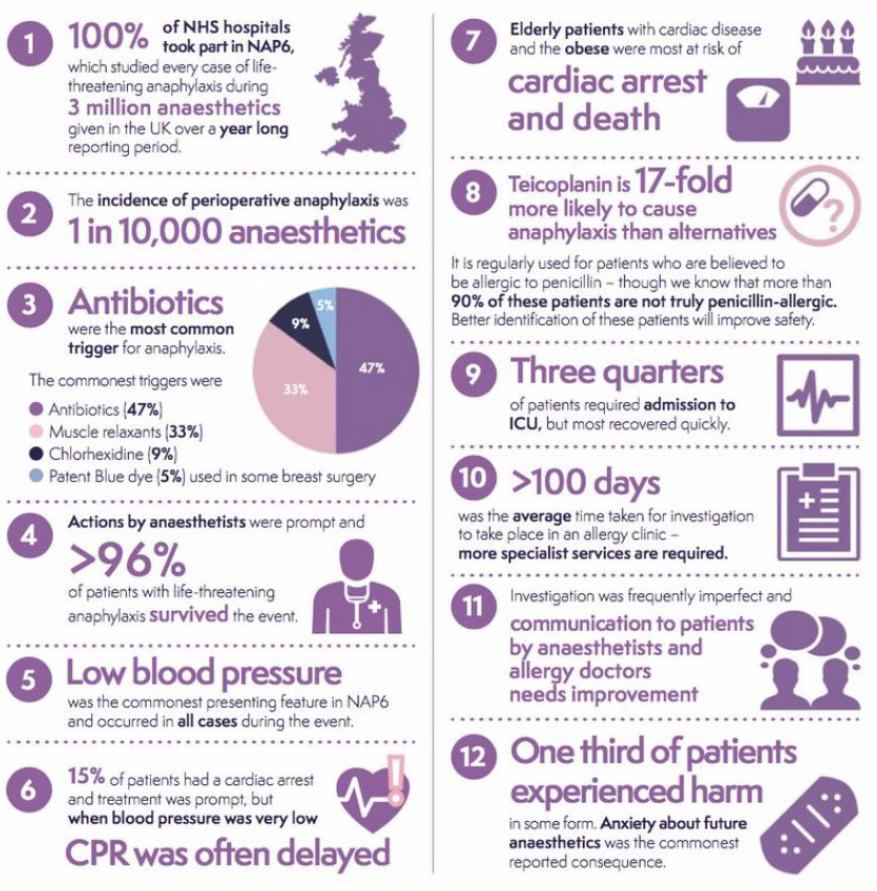 1
100% of NHS hospitals
took part in NAP6,
which studied every case of life-
threatening anaphylaxis during
3 million anaesthetics
given in the UK over a year long
reporting period.
2
The incidence of perioperative anaphylaxis was
1 in 10,000 anaesthetics
3
Antibiotics
were the most common
trigger for anaphylaxis.
The commonest triggers were
Antibiotics (47%)
Muscle relaxants (33%)
Chlorhexidine (9%)
Patent Blue dye (5%) used in some breast surgery
5%
9%
47%
33%
4
Actions by anaesthetists were prompt and
>96%
of patients with life-threatening
anaphylaxis survived the event.
5
Low blood pressure
was the commonest presenting feature in NAP6
and occurred in all cases during the event.
6
15% of patients had a cardiac arrest
and treatment was prompt, but
when blood pressure was very low
CPR was often delayed
7
Elderly patients with cardiac disease
and the obese were most at risk of
cardiac arrest
and death
8
Teicoplanin is 17-fold
more likely to cause
anaphylaxis than alternatives
?
It is regularly used for patients who are believed to
be allergic to penicillin – though we know that more than
90% of these patients are not truly penicillin-allergic.
Better identification of these patients will improve safety.
9
Three quarters
of patients required admission to
ICU, but most recovered quickly.
10
>100 days
was the average time taken for investigation
to take place in an allergy clinic –
more specialist services are required.
11
Investigation was frequently imperfect and
communication to patients
by anaesthetists and
allergy doctors
needs improvement
12
One third of patients
experienced harm
in some form. Anxiety about future
anaesthetics was the commonest
reported consequence.